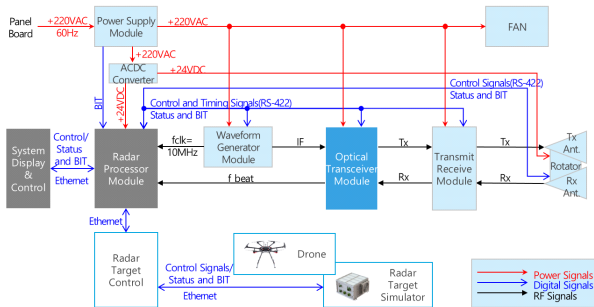 Panel
Board
+220VAC
60Hz
Power Supply
Module
+220VAC
FAN
+220VAC
ACDC
Converter
+24VDC
BIT
+24VDC
Control Signals(RS-422)
Status and BIT
Control and Timing Signals(RS-422)
Status and BIT
System
Display
&
Control
Control/
Status
and BIT
Ethernet
Radar
Processor
Module
fclk=
10MHz
Waveform
Generator
Module
IF
Optical
Transceiver
Module
Tx
Transmit
Receive
Module
Tx
Tx
Ant.
Rotator
Rx
Ant.
f beat
Rx
Rx
Ethernet
Radar
Target
Control
Control Signals/
Status and BIT
Ethernet
Drone
Radar
Target
Simulator
Power Signals
Digital Signals
RF Signals